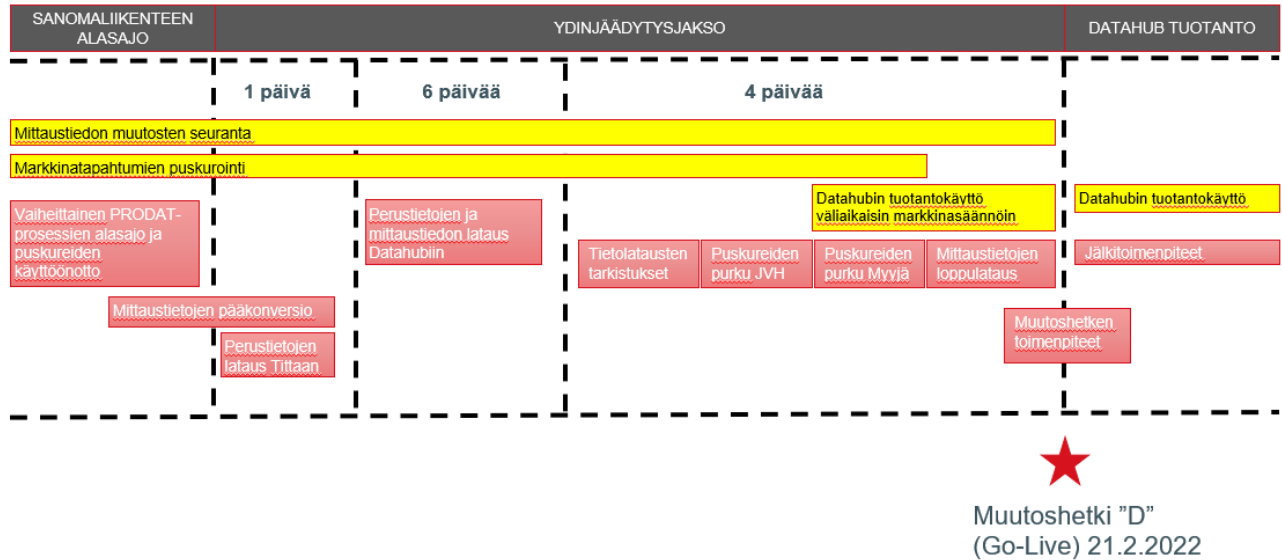 SANOMALIIKENTEEN
ALASAJO
YDINJÄÄDYTYSJAKSO
DATAHUB TUOTANTO
1 päivä
6 päivää
4 päivää
Mittaustiedon muutosten seuranta
Markkinatapahtumien puskurointi
Vaiheittainen PRODAT-
prosessien alasajo ja
puskureiden
käyttöönotto
Perustietojen ja
mittaustiedon lataus
Datahubiin
Datahubin tuotantokäyttö
väliaikaisin markkinasäännöin
Datahubin tuotantokäyttö
Tietolatausten
tarkistukset
Puskureiden
purku JVH
Puskureiden
purku Myyjä
Mittaustietojen
loppulataus
Jälkitoimenpiteet
Mittaustietojen pääkonversio
Perustietojen
lataus Tittaan
Muutoshetken
toimenpiteet
Muutoshetki ”D”
(Go-Live) 21.2.2022